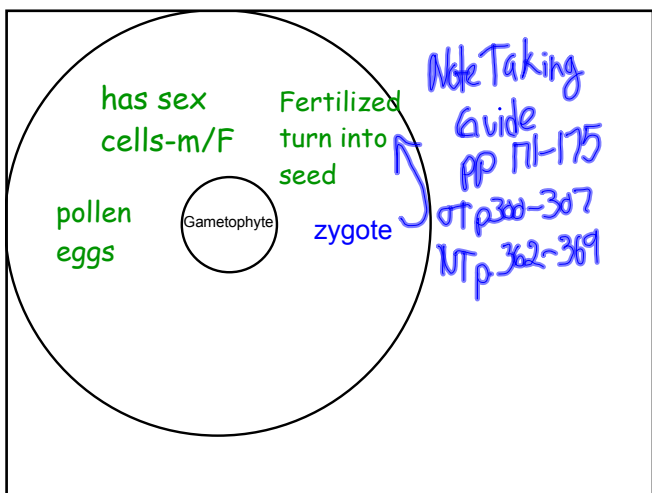 has sex
cells-m/F
Fertilized
turn into
seed
pollen
eggs
Gametophyte
zygote
Note Taking
Guide
pp 171-175
OT p300-307
NT p.362-369